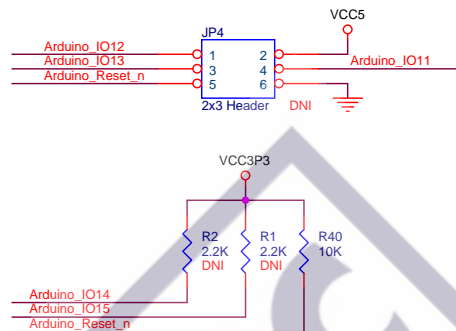 VCC5
JP4
Arduino_IO12 1 2
Arduino_IO13 3 4 Arduino_IO11
Arduino_Reset_n 5 6
2x3 Header DNI
VCC3P3
R2 R1 R40
2.2K 2.2K 10K
DNI DNI
Arduino_IO14
Arduino_IO15
Arduino_Reset_n